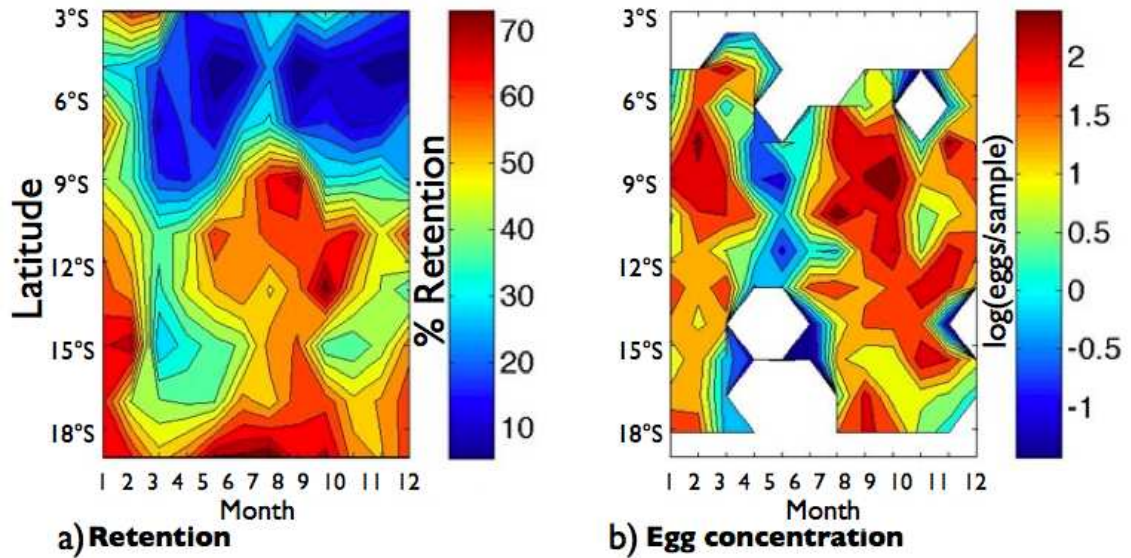 3°S
6°S
9°S
12°S
15°S
18°S
Latitude
1 2 3 4 5 6 7 8 9 10 11 12
Month
70
60
50
40
30
20
10
% Retention
a) Retention
3°S
6°S
9°S
12°S
15°S
18°S
1 2 3 4 5 6 7 8 9 10 11 12
Month
2
1.5
1
0.5
0
-0.5
-1
log(eggs/sample)
b) Egg concentration